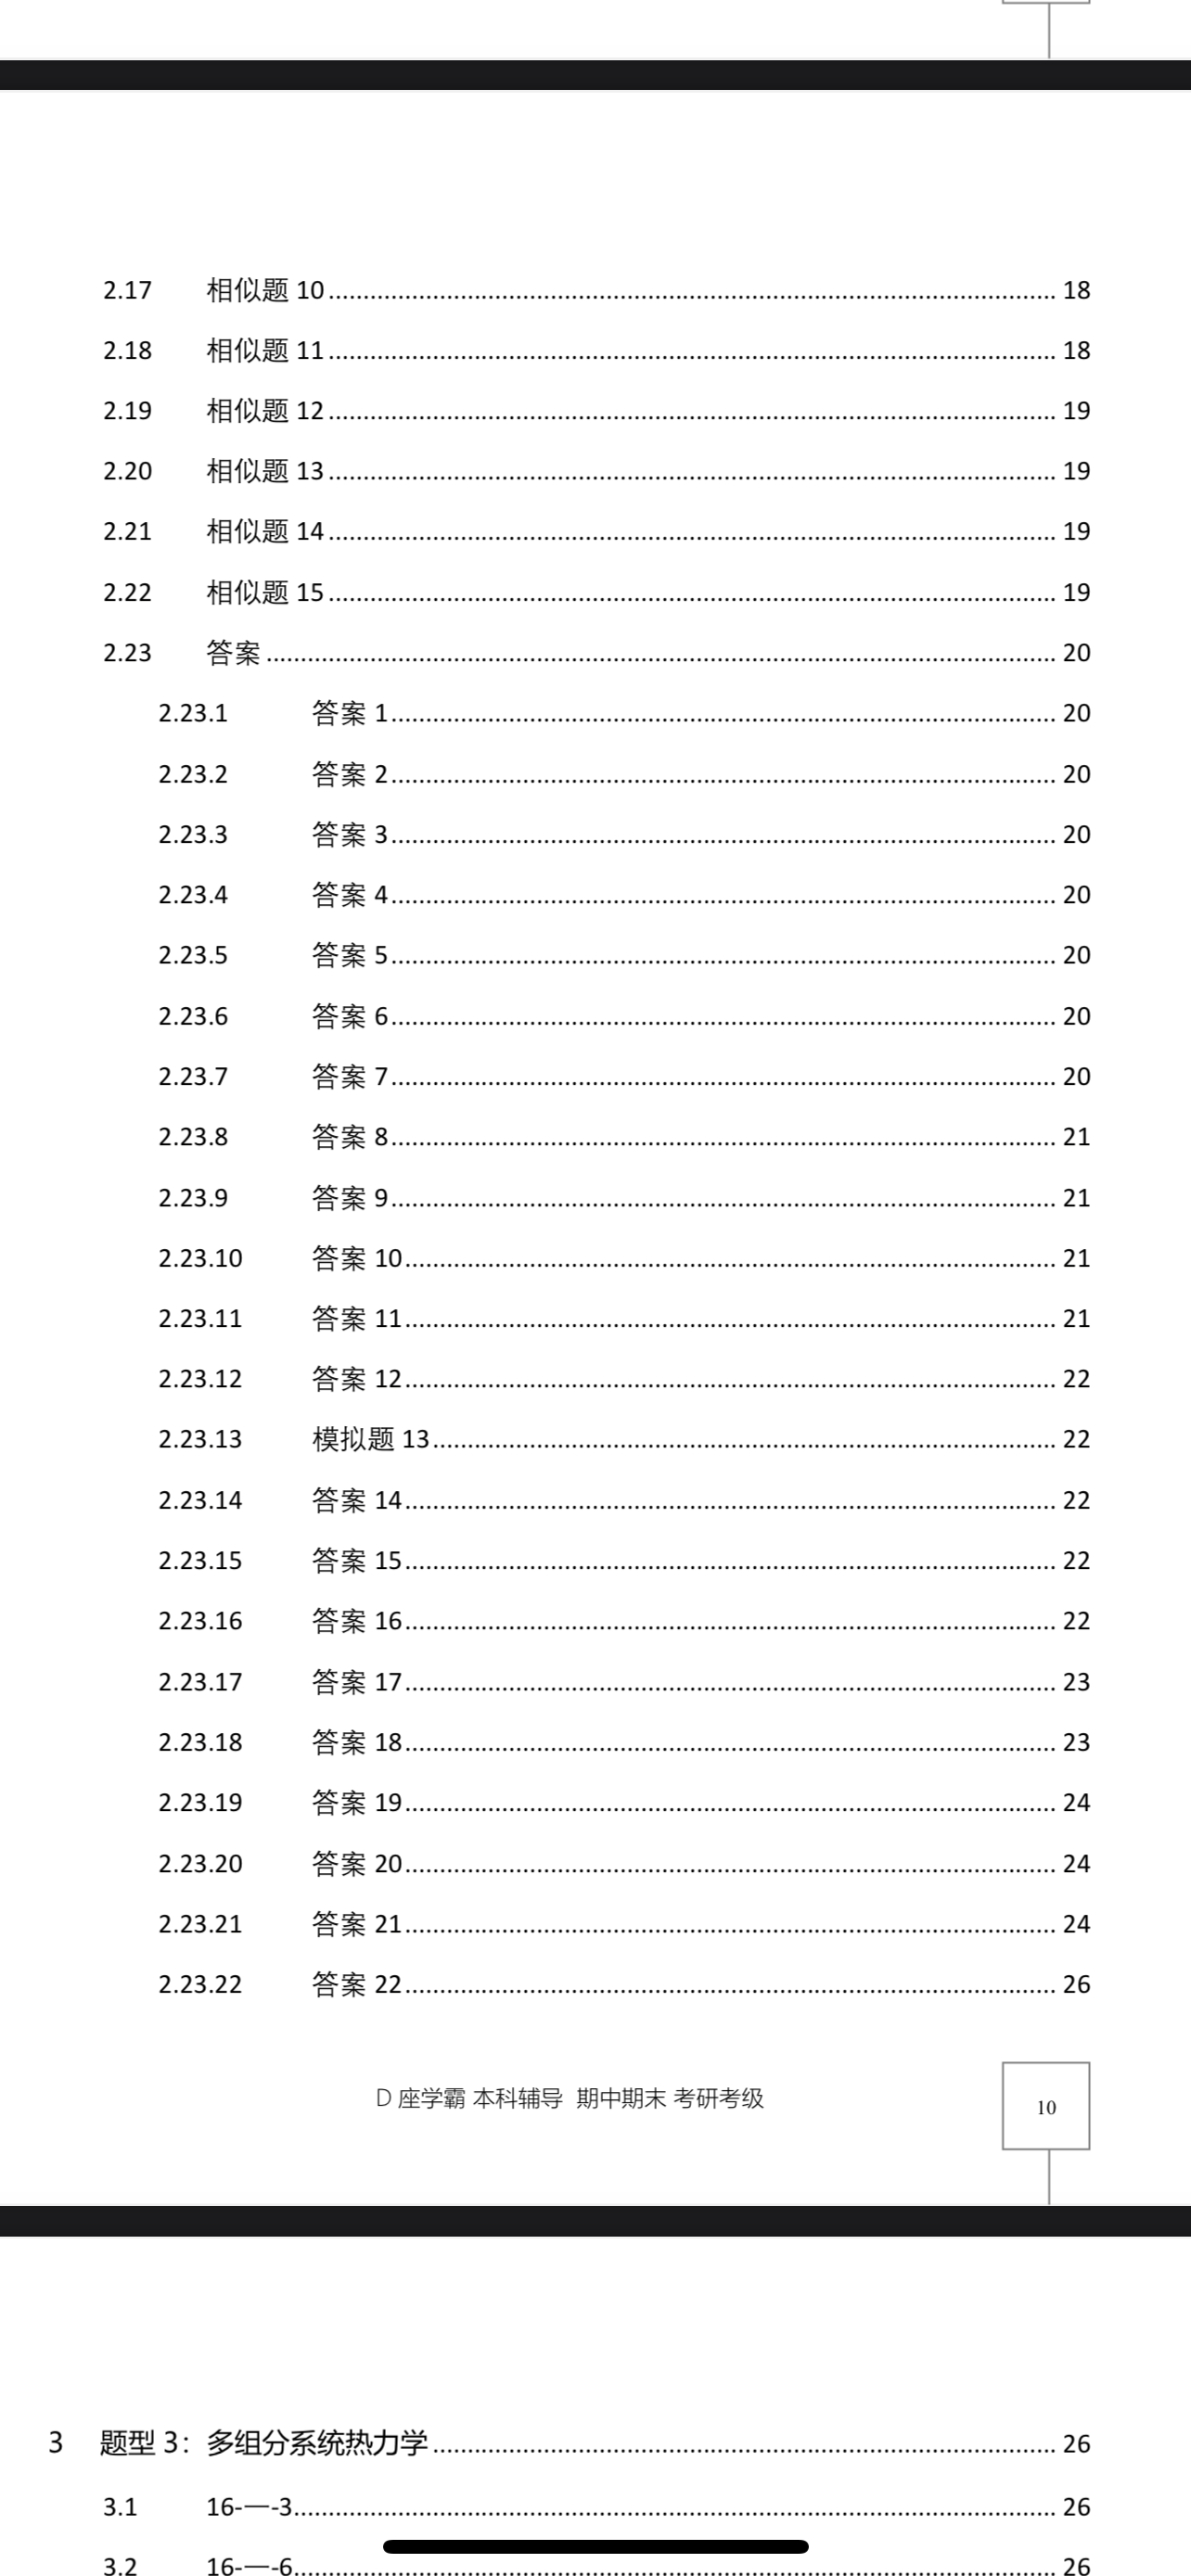 2.17 相似题 10 18
2.18 相似题 11 18
2.19 相似题 12 19
2.20 相似题 13 19
2.21 相似题 14 19
2.22 相似题 15 19
2.23 答案 20
2.23.1 答案 1 20
2.23.2 答案 2 20
2.23.3 答案 3 20
2.23.4 答案 4 20
2.23.5 答案 5 20
2.23.6 答案 6 20
2.23.7 答案 7 20
2.23.8 答案 8 21
2.23.9 答案 9 21
2.23.10 答案 10 21
2.23.11 答案 11 21
2.23.12 答案 12 22
2.23.13 模拟题 13 22
2.23.14 答案 14 22
2.23.15 答案 15 22
2.23.16 答案 16 22
2.23.17 答案 17 23
2.23.18 答案 18 23
2.23.19 答案 19 24
2.23.20 答案 20 24
2.23.21 答案 21 24
2.23.22 答案 22 26
D 座学霸 本科辅导 期中期末 考研考级
10
3 题型 3：多组分系统热力学 26
3.1 16-一-3 26
3.2 16-一-6 26